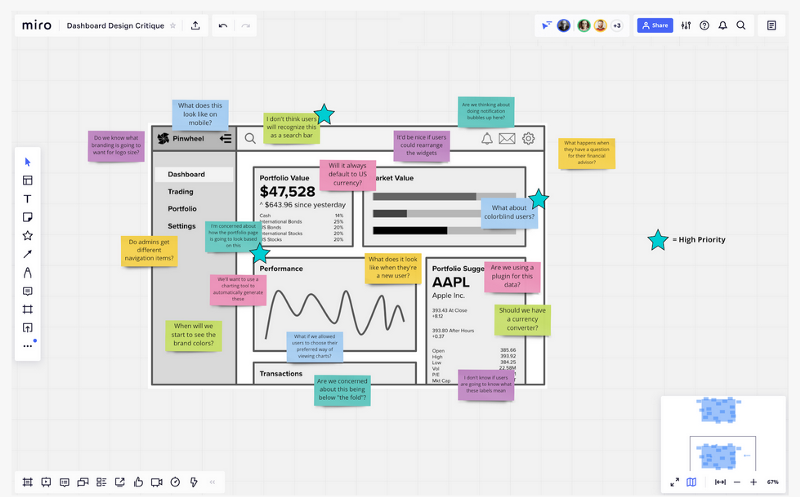 miro
Dashboard Design Critique
+3
Share
What does this
look like on
mobile?
I don't think users
will recognize this
as a search bar
Are we thinking about
doing notification
bubbles up here?
Do we know what
branding is going to
want for logo size?
Pinwheel
It'd be nice if users
could rearrange
the widgets
What happens when
they have a question
for their financial
advisor?
Dashboard
Trading
Portfolio
Settings
Portfolio Value
$47,528
^ $643.96 since yesterday
Cash 14%
International Bonds 25%
US Bonds 20%
International Stocks 20%
US Stocks 20%
Will it always
default to US
currency?
arket Value
What about
colorblind users?
I'm concerned about
how the portfolio page
is going to look based on
this
Do admins get
different
navigation items?
= High Priority
Performance
What does it look
like when they're
a new user?
We'll want to use a
charting tool to
automatically generate
these
Portfolio Sugge
AAPL
Apple Inc.
Are we using a
plugin for this
data?
393.43 At Close
+8.12
393.80 After Hours
+0.37
Should we have
a currency
converter?
When will we
start to see the
brand colors?
What if we allowed
users to choose their
preferred way of
viewing charts?
Open 385.66
High 393.92
Low 384.25
Vol 22.58M
P/E
Mkt Cap
I don't know if users
are going to know what
these labels mean
Transactions
Are we concerned
about this being
below "the fold"?
67%